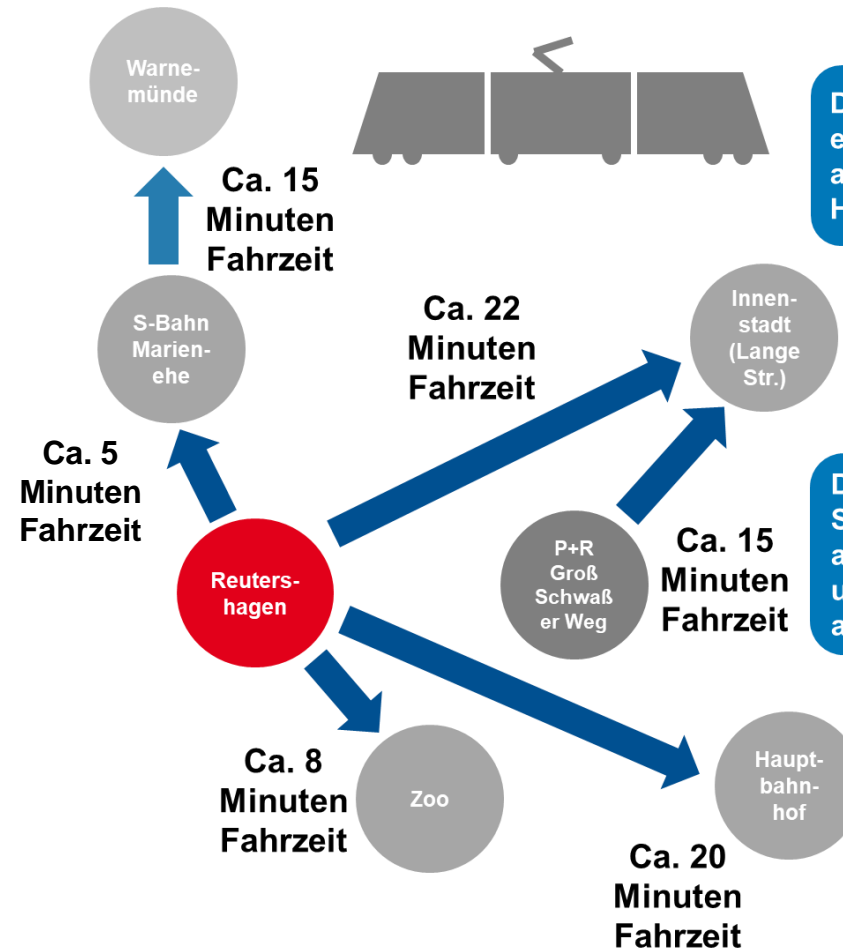 Warne-
münde
Ca. 15
Minuten
Fahrzeit
S-Bahn
Marien-
ehe
Ca. 22
Minuten
Fahrzeit
Innen-
stadt
(Lange
Str.)
Ca. 5
Minuten
Fahrzeit
Reuters-
hagen
P+R
Groß
Schwaß
er Weg
Ca. 15
Minuten
Fahrzeit
Ca. 8
Minuten
Fahrzeit
Zoo
Haupt-
bahn-
hof
Ca. 20
Minuten
Fahrzeit